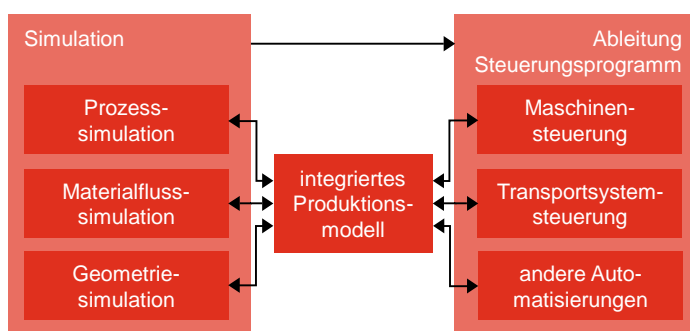 Simulation
Prozess-
simulation
Materialfluss-
simulation
Geometrie-
simulation
integriertes
Produktions-
modell
Ableitung
Steuerungsprogramm
Maschinen-
steuerung
Transportsystem-
steuerung
andere Auto-
matisierungen